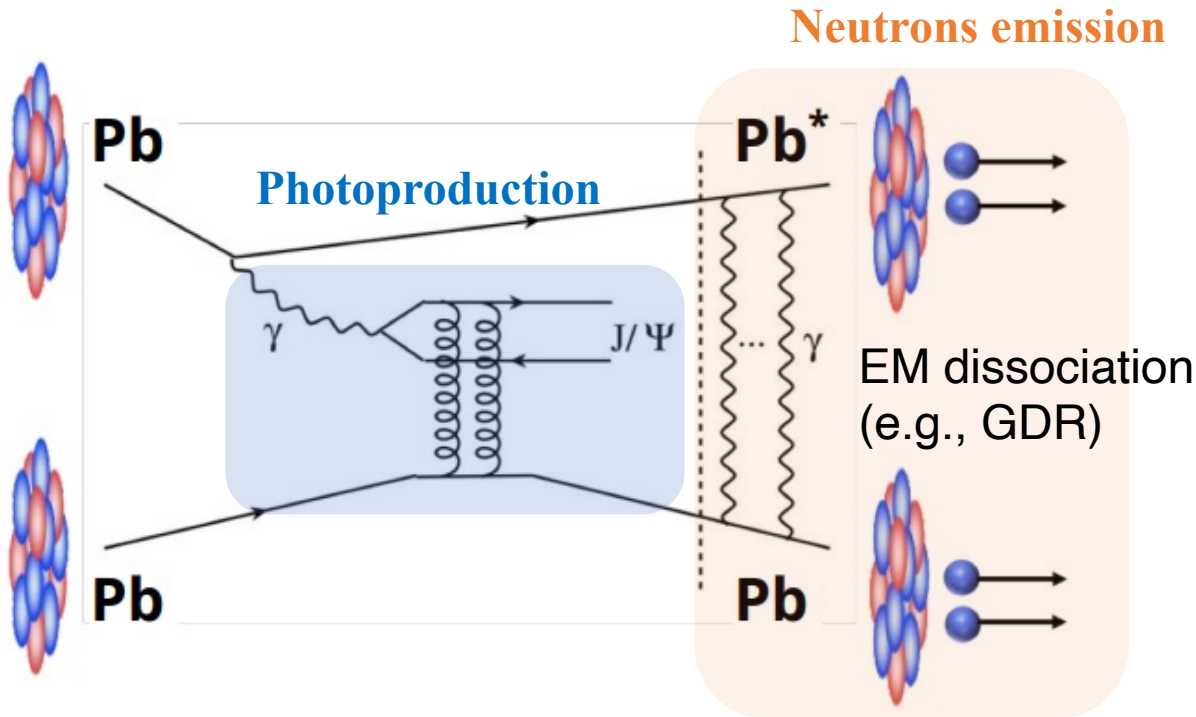 Neutrons emission
Pb
Pb*
Photoproduction
γ
J/Ψ
...
γ
EM dissociation
(e.g., GDR)
Pb
Pb